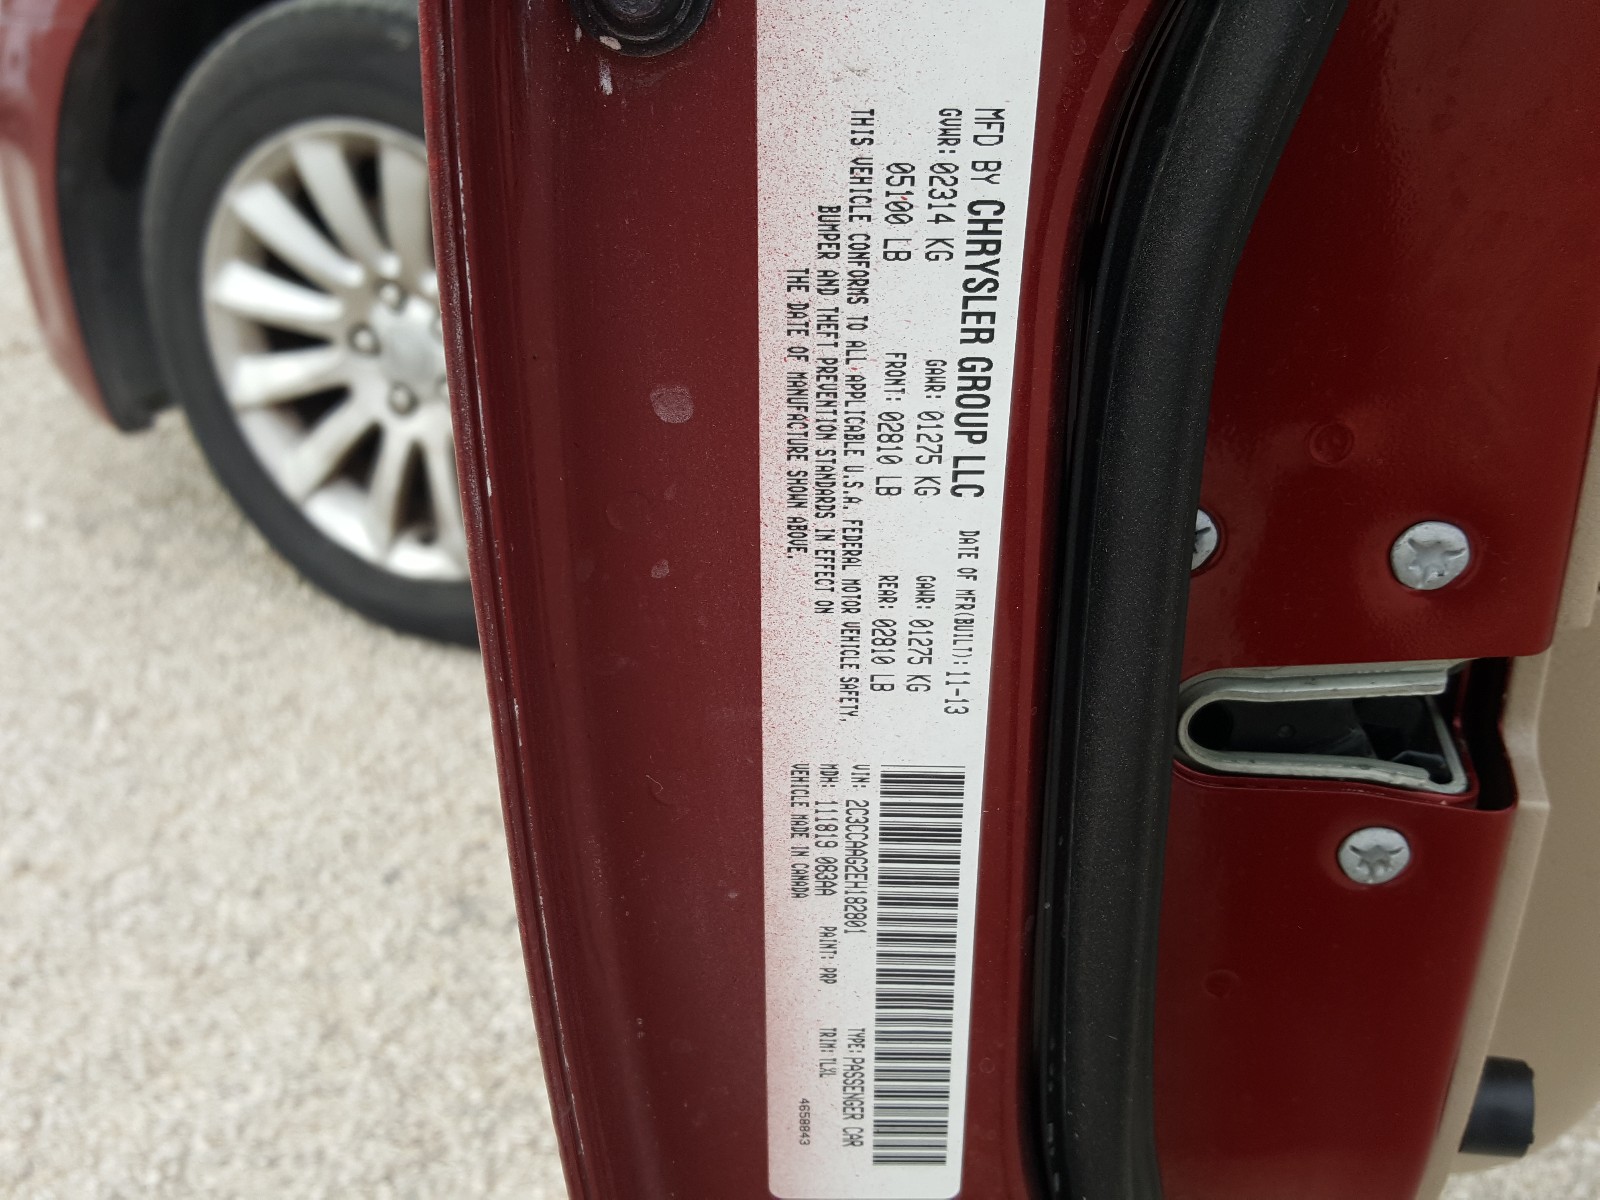 MFD BY CHRYSLER GROUP LLC DATE OF MFR(BUILT): 11-13
GVWR: 02314 KG GAWR: 01275 KG GAWR: 01275 KG
05100 LB FRONT: 02810 LB REAR: 02810 LB
THIS VEHICLE CONFORMS TO ALL APPLICABLE U.S.A. FEDERAL MOTOR VEHICLE SAFETY,
BUMPER AND THEFT PREVENTION STANDARDS IN EFFECT ON
THE DATE OF MANUFACTURE SHOWN ABOVE.
VIN: 2C3CCAAG2EH182801 TYPE: PASSENGER CAR
MDH: 111819 083AA PAINT: PRP TRIM: TLXL
VEHICLE MADE IN CANADA 4658843